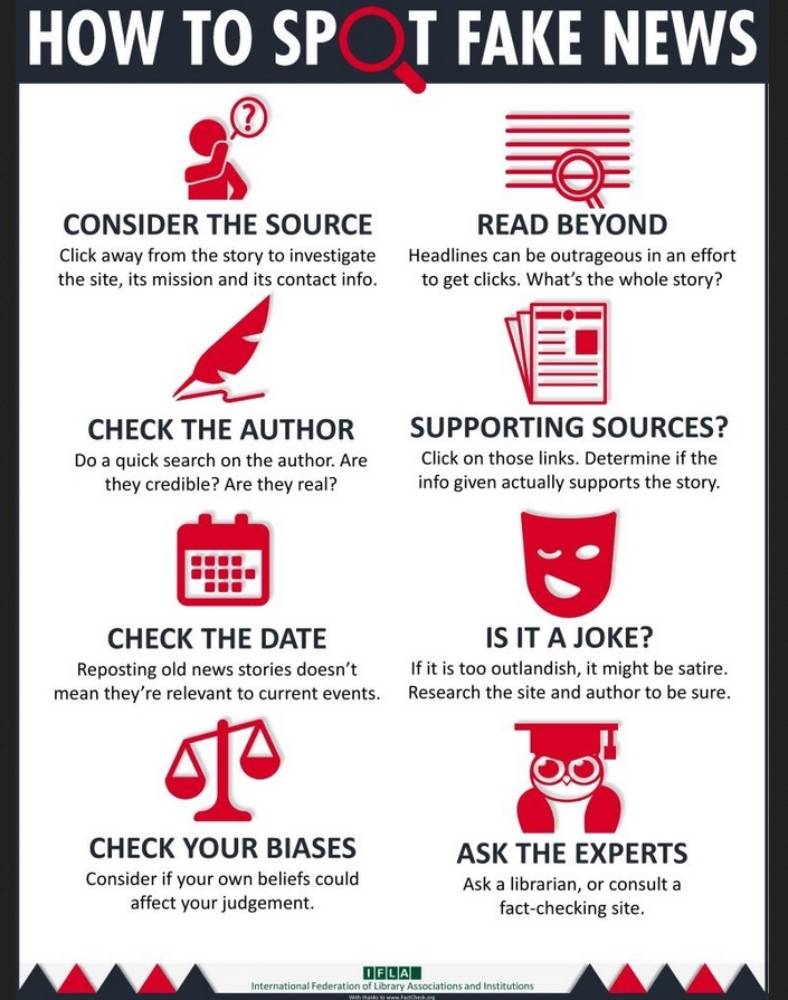 HOW TO SPOT FAKE NEWS
?
CONSIDER THE SOURCE
Click away from the story to investigate
the site, its mission and its contact info.
READ BEYOND
Headlines can be outrageous in an effort
to get clicks. What's the whole story?
CHECK THE AUTHOR
Do a quick search on the author. Are
they credible? Are they real?
SUPPORTING SOURCES?
Click on those links. Determine if the
info given actually supports the story.
CHECK THE DATE
Reposting old news stories doesn't
mean they're relevant to current events.
IS IT A JOKE?
If it is too outlandish, it might be satire.
Research the site and author to be sure.
CHECK YOUR BIASES
Consider if your own beliefs could
affect your judgement.
ASK THE EXPERTS
Ask a librarian, or consult a
fact-checking site.
IFLA
International Federation of Library Associations and Institutions
With thanks to www.FactCheck.org